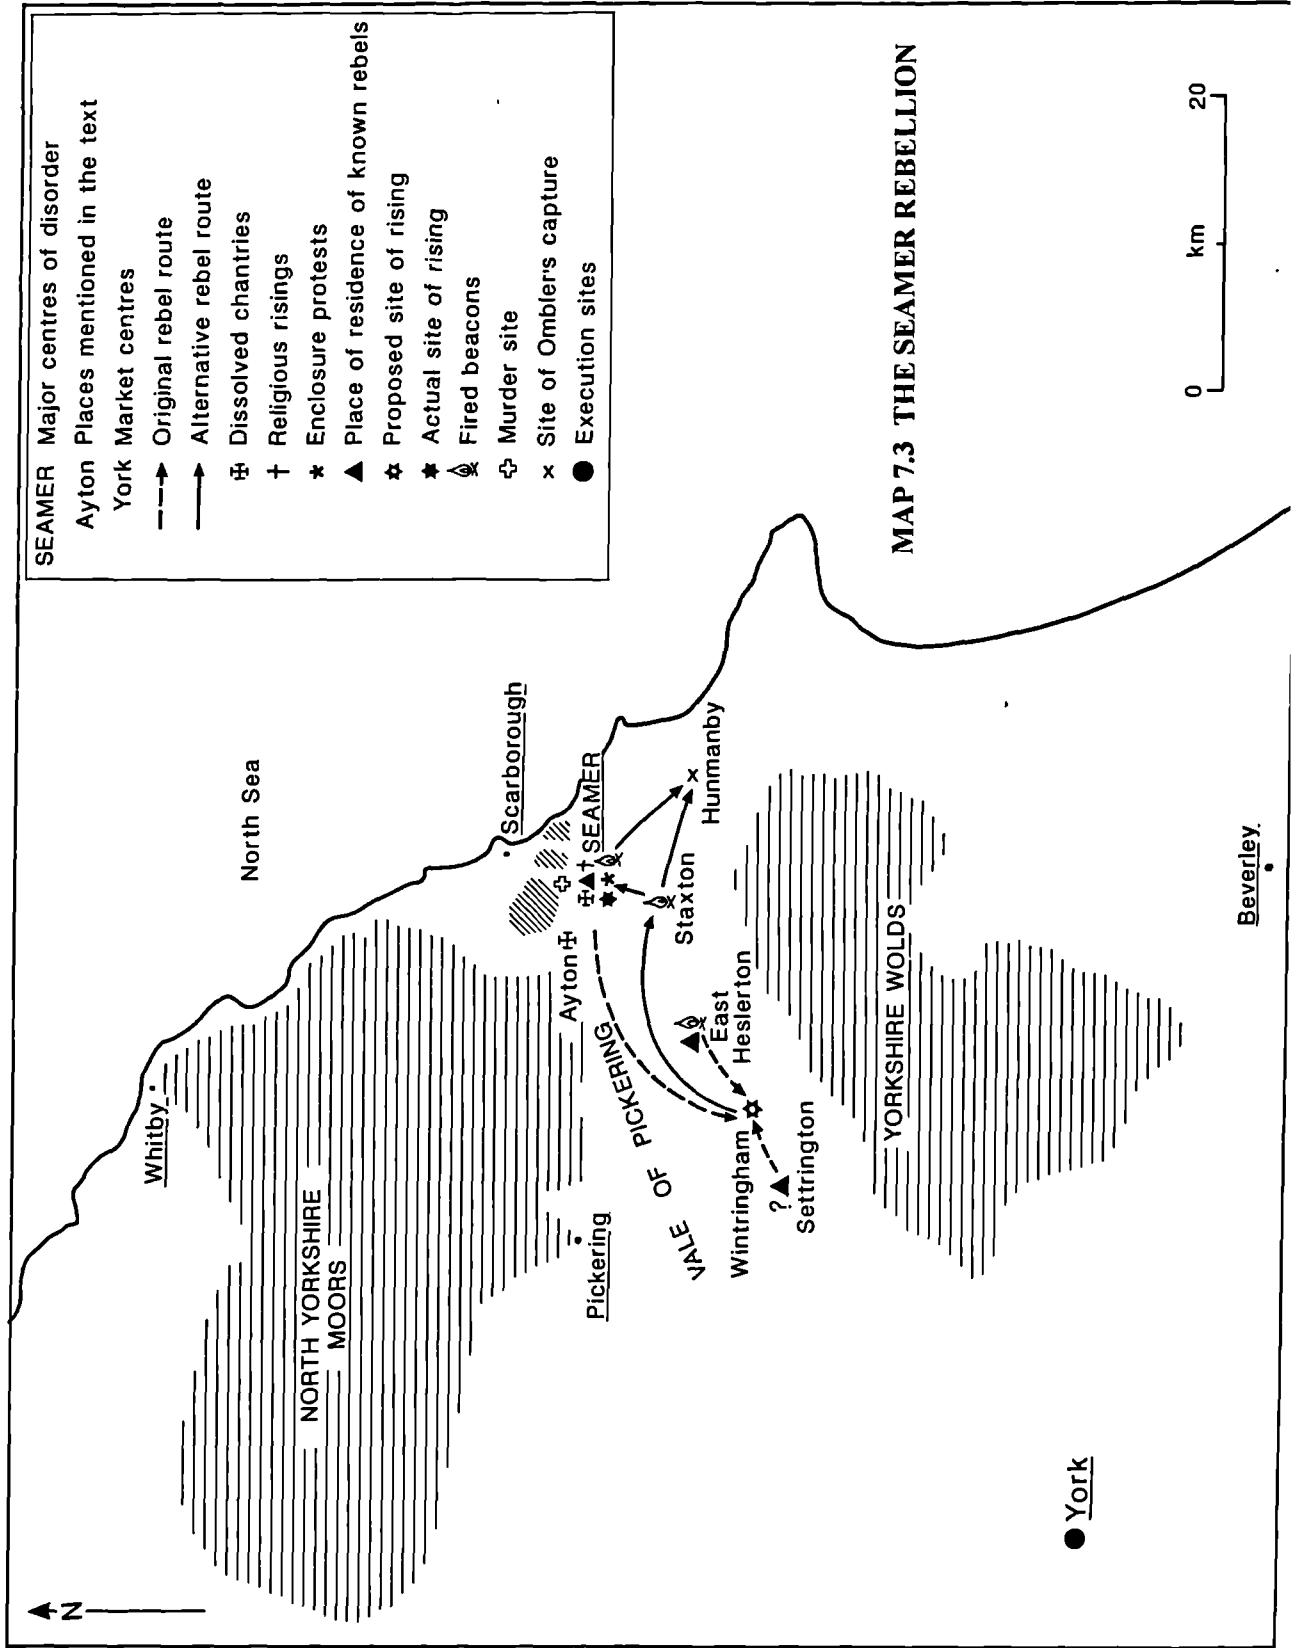 SEAMER Major centres of disorder
Ayton Places mentioned in the text
York Market centres
Original rebel route
Alternative rebel route
Dissolved chantries
Religious risings
Enclosure protests
Place of residence of known rebels
Proposed site of rising
Actual site of rising
Fired beacons
Murder site
Site of Ombler's capture
Execution sites
N
North Sea
Whitby
Scarborough
NORTH YORKSHIRE
MOORS
SEAMER
Ayton
Pickering
VALE OF PICKERING
Staxton
Hunmanby
East
Heslerton
Wintringham
?
Settrington
YORKSHIRE WOLDS
York
Beverley
MAP 7.3 THE SEAMER REBELLION
0 km 20